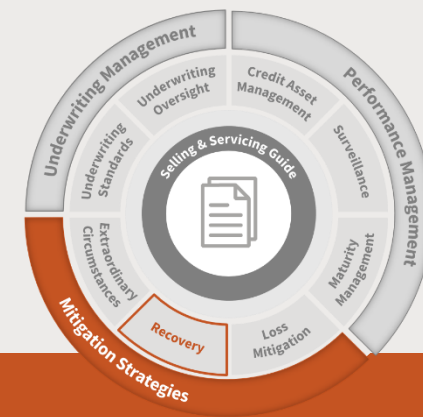 Underwriting Management
Performance Management
Mitigation Strategies
Underwriting
Oversight
Credit Asset
Management
Surveillance
Maturity
Management
Loss
Mitigation
Recovery
Extraordinary
Circumstances
Underwriting
Standards
Selling & Servicing Guide